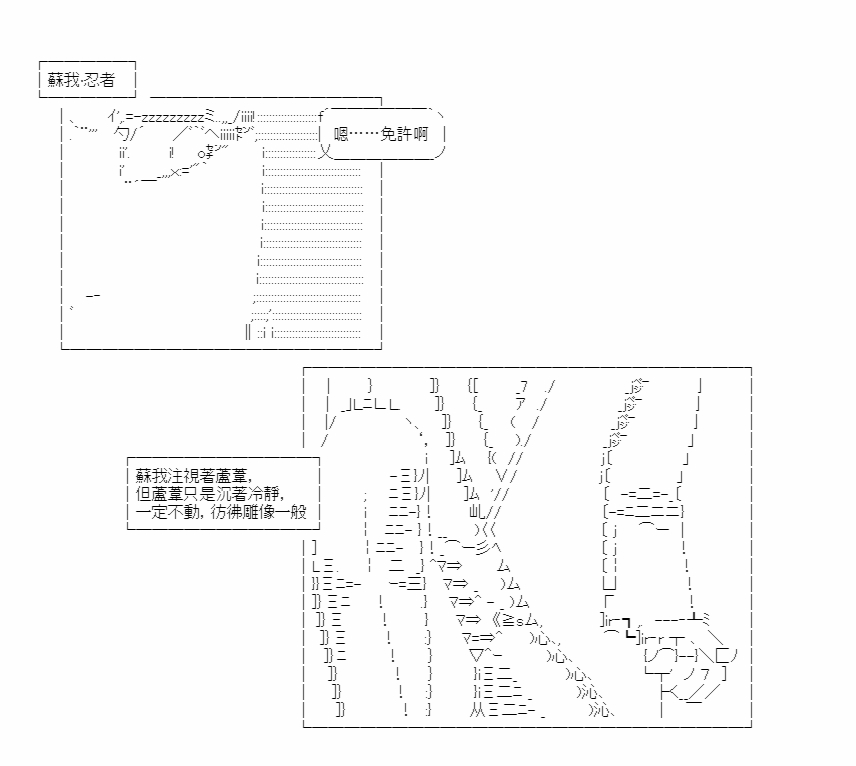 蘇我·忍者
嗯……免許啊
蘇我注視著蘆葦,
但蘆葦只是沉著冷靜,
一定不動,彷彿雕像一般